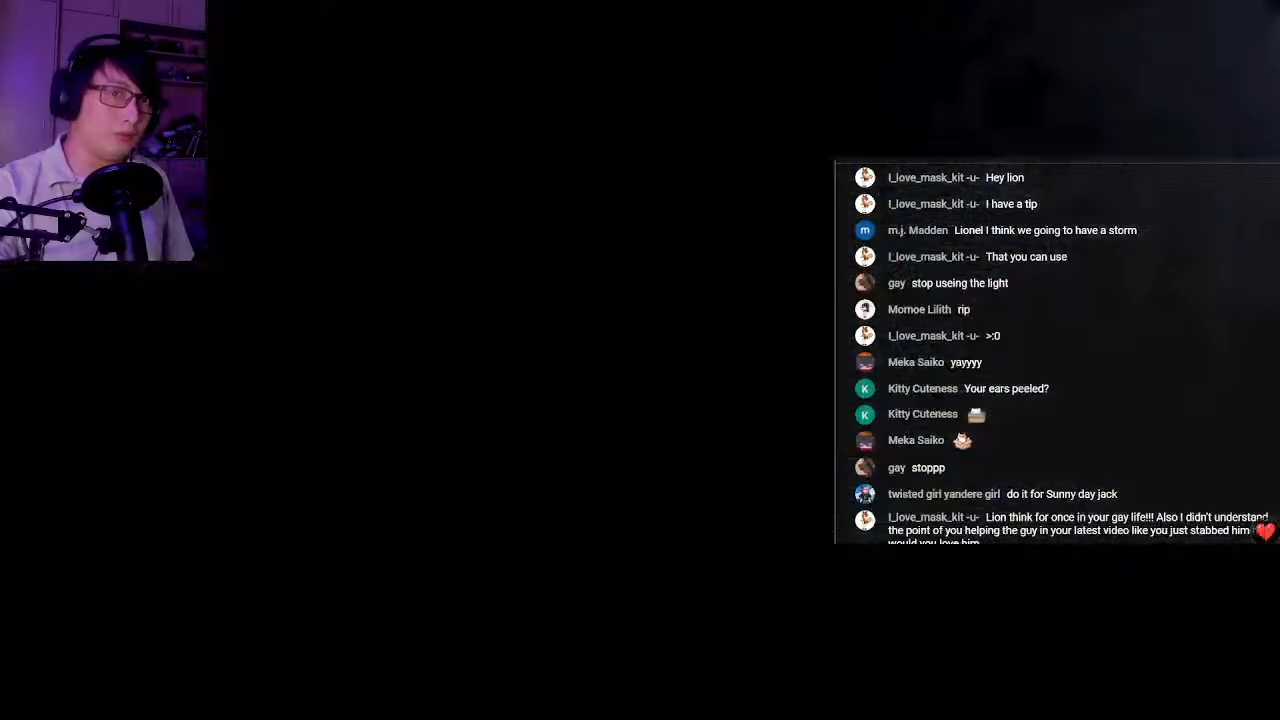 I_love_mask_kit -u- Hey lion
I_love_mask_kit -u- I have a tip
m
m.j. Madden Lionel I think we going to have a storm
I_love_mask_kit -u- That you can use
gay stop useing the light
Momoe Lilith rip
I_love_mask_kit -u- >:0
Meka Saiko yayyyy
K
Kitty Cuteness Your ears peeled?
K
Kitty Cuteness
Meka Saiko
gay stoppp
twisted girl yandere girl do it for Sunny day jack
I_love_mask_kit -u- Lion think for once in your gay life!!! Also I didn't understand
the point of you helping the guy in your latest video like you just stabbed him
would you love him